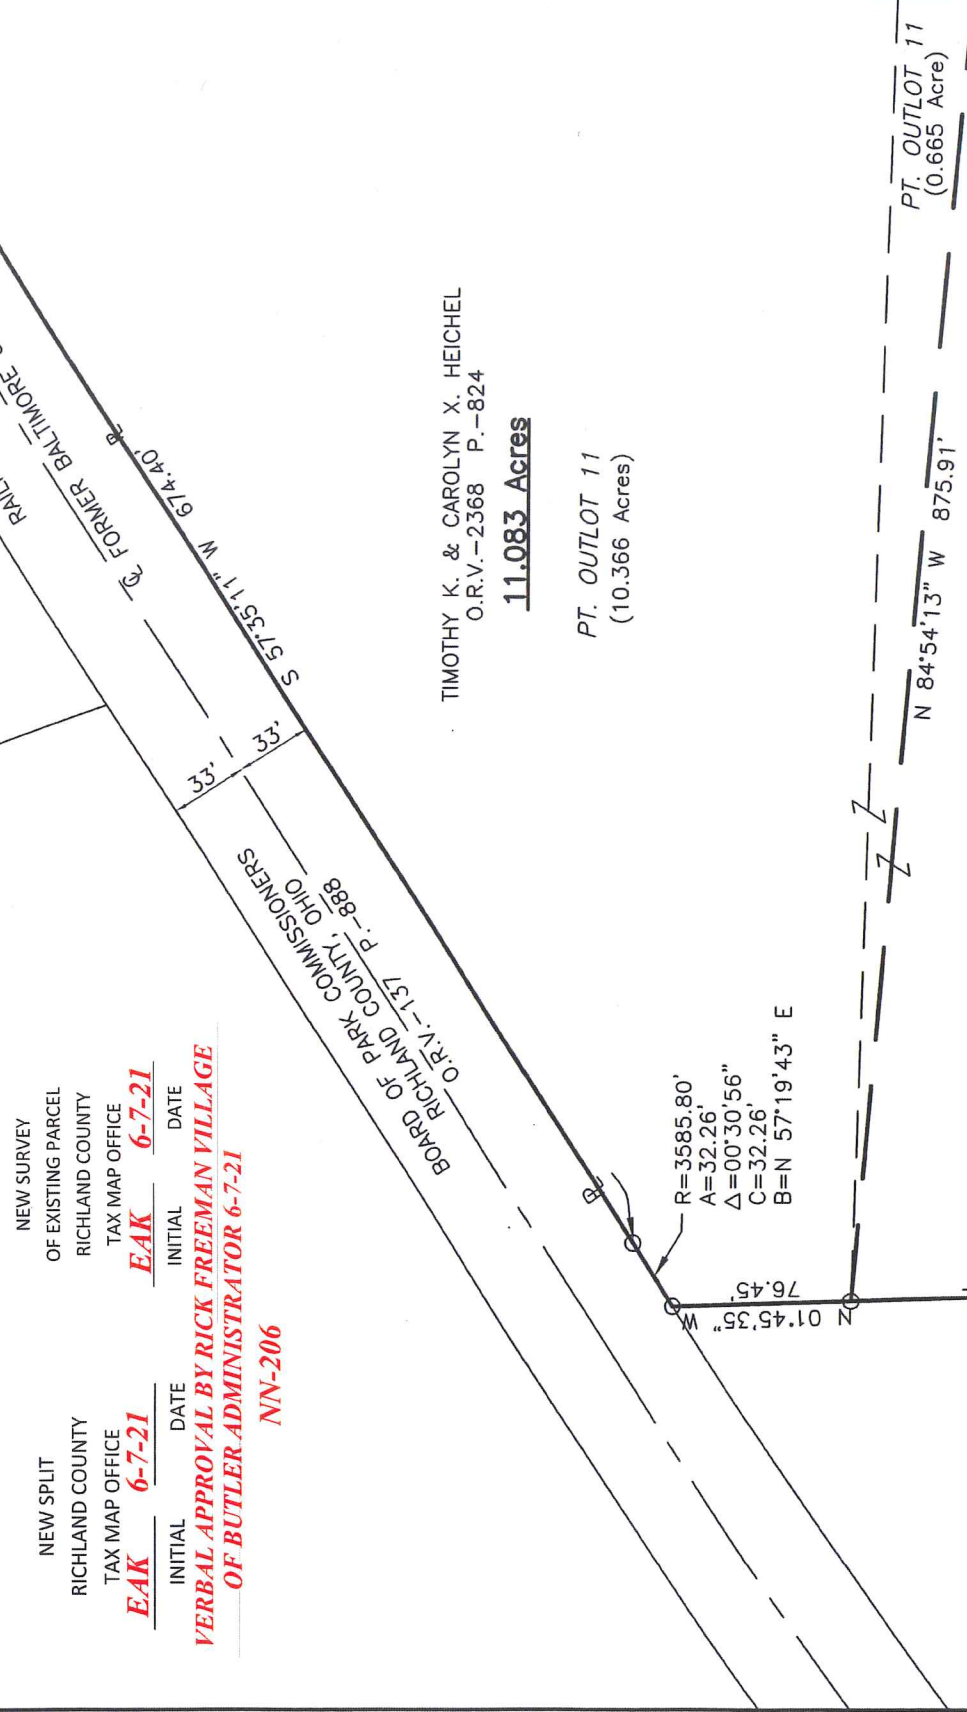 NEW SPLIT
RICHLAND COUNTY
TAX MAP OFFICE
EAK 6-7-21
INITIAL DATE
NEW SURVEY
OF EXISTING PARCEL
RICHLAND COUNTY
TAX MAP OFFICE
EAK 6-7-21
INITIAL DATE
VERBAL APPROVAL BY RICK FREEMAN VILLAGE
OF BUTLER ADMINISTRATOR 6-7-21
NN-206
FORMER BALTIMORE
33'
33'
S 57°35'11" W 674.40'
BOARD OF PARK COMMISSIONERS
RICHLAND COUNTY, OHIO
O.R.V.-137 P.-888
TIMOTHY K. & CAROLYN X. HEICHEL
O.R.V.-2368 P.-824
11.083 Acres
PT. OUTLOT 11
(10.366 Acres)
R=3585.80'
A=32.26'
Δ=00°30'56"
C=32.26'
B=N 57°19'43" E
N 01°45'35" W
76.45'
N 84°54'13" W 875.91'
PT. OUTLOT 11
(0.665 Acre)